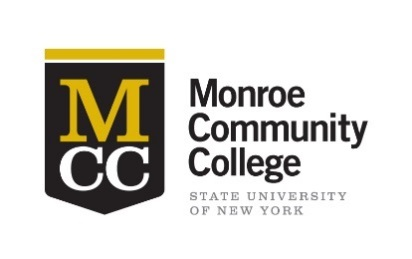 M
CC
Monroe
Community
College
STATE UNIVERSITY
OF NEW YORK